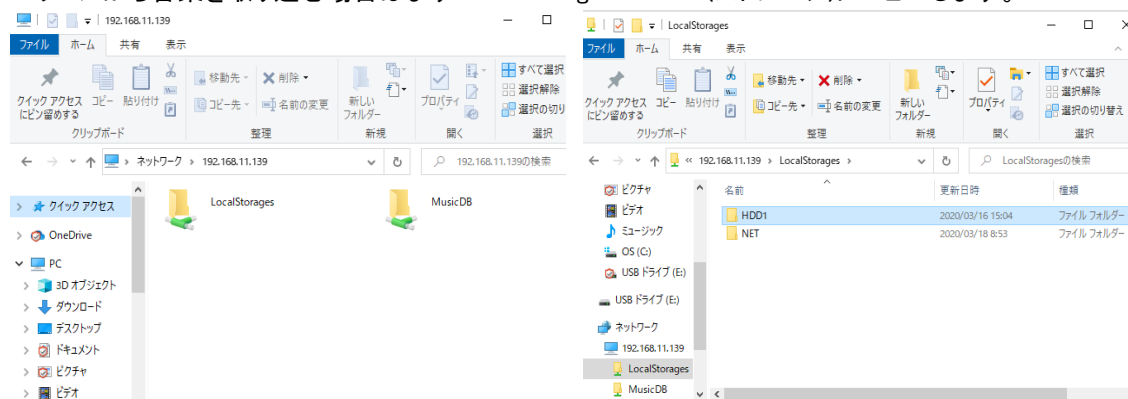 192.168.11.139
ファイル ホーム 共有 表示
クイック アクセス
にピン留めする
コピー
貼り付け
移動先
コピー先
削除
名前の変更
新しい
フォルダー
プロパティ
すべて選択
選択解除
選択の切り
クリップボード 整理 新規 開く 選択
ネットワーク 192.168.11.139
192.168.11.139の検索
クイック アクセス
OneDrive
PC
3D オブジェクト
ダウンロード
デスクトップ
ドキュメント
ピクチャ
ビデオ
LocalStorages
MusicDB
LocalStorages
ファイル ホーム 共有 表示
クイック アクセス
にピン留めする
コピー
貼り付け
移動先
コピー先
削除
名前の変更
新しい
フォルダー
プロパティ
すべて選択
選択解除
選択の切り替え
クリップボード 整理 新規 開く 選択
« 192.168.11.139 LocalStorages
LocalStoragesの検索
ピクチャ
ビデオ
ミュージック
OS (C:)
USB ドライブ (E:)
USB ドライブ (E:)
ネットワーク
192.168.11.139
LocalStorages
MusicDB
名前 更新日時 種類
HDD1 2020/03/16 15:04 ファイル フォルダー
NET 2020/03/18 8:53 ファイル フォルダー